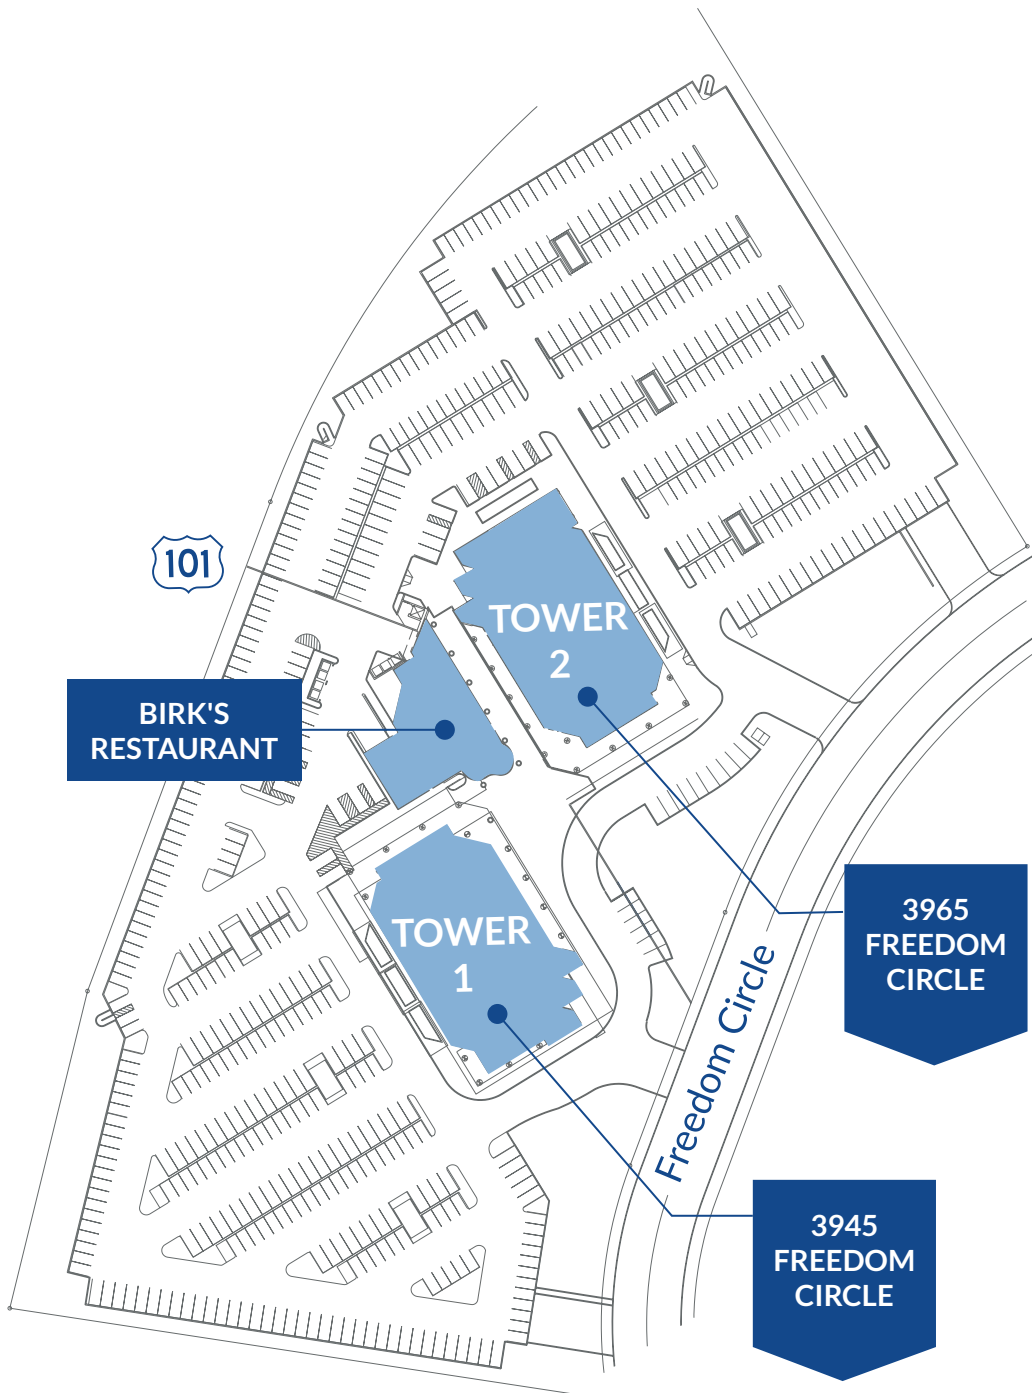 TOWER
2
101
BIRK'S
RESTAURANT
TOWER
1
3965
FREEDOM
CIRCLE
Freedom Circle
3945
FREEDOM
CIRCLE